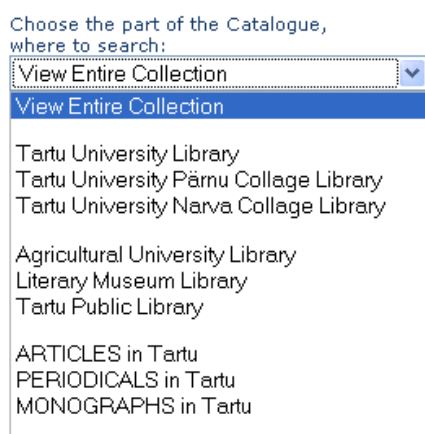 Choose the part of the Catalogue,
where to search:
View Entire Collection
View Entire Collection
Tartu University Library
Tartu University Pärnu Collage Library
Tartu University Narva Collage Library
Agricultural University Library
Literary Museum Library
Tartu Public Library
ARTICLES in Tartu
PERIODICALS in Tartu
MONOGRAPHS in Tartu